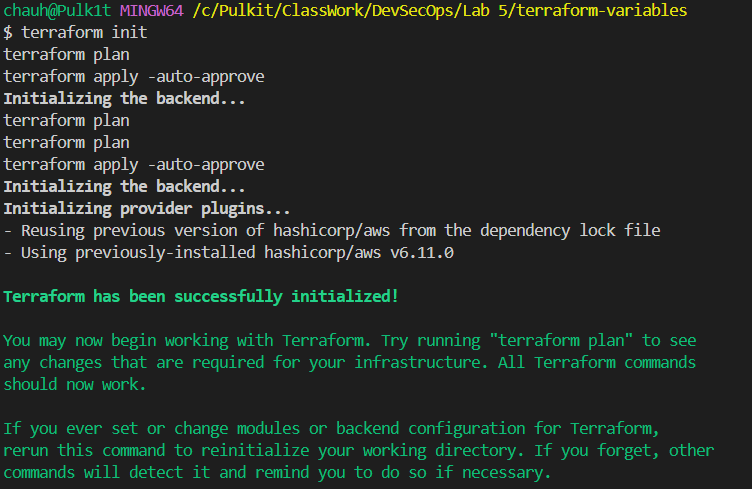 chauh@Pulk1t MINGW64 /c/Pulkit/ClassWork/DevSecOps/Lab 5/terraform-variables
$ terraform init
terraform plan
terraform apply -auto-approve
Initializing the backend...
terraform plan
terraform plan
terraform apply -auto-approve
Initializing the backend...
Initializing provider plugins...
- Reusing previous version of hashicorp/aws from the dependency lock file
- Using previously-installed hashicorp/aws v6.11.0
Terraform has been successfully initialized!
You may now begin working with Terraform. Try running "terraform plan" to see
any changes that are required for your infrastructure. All Terraform commands
should now work.
If you ever set or change modules or backend configuration for Terraform,
rerun this command to reinitialize your working directory. If you forget, other
commands will detect it and remind you to do so if necessary.